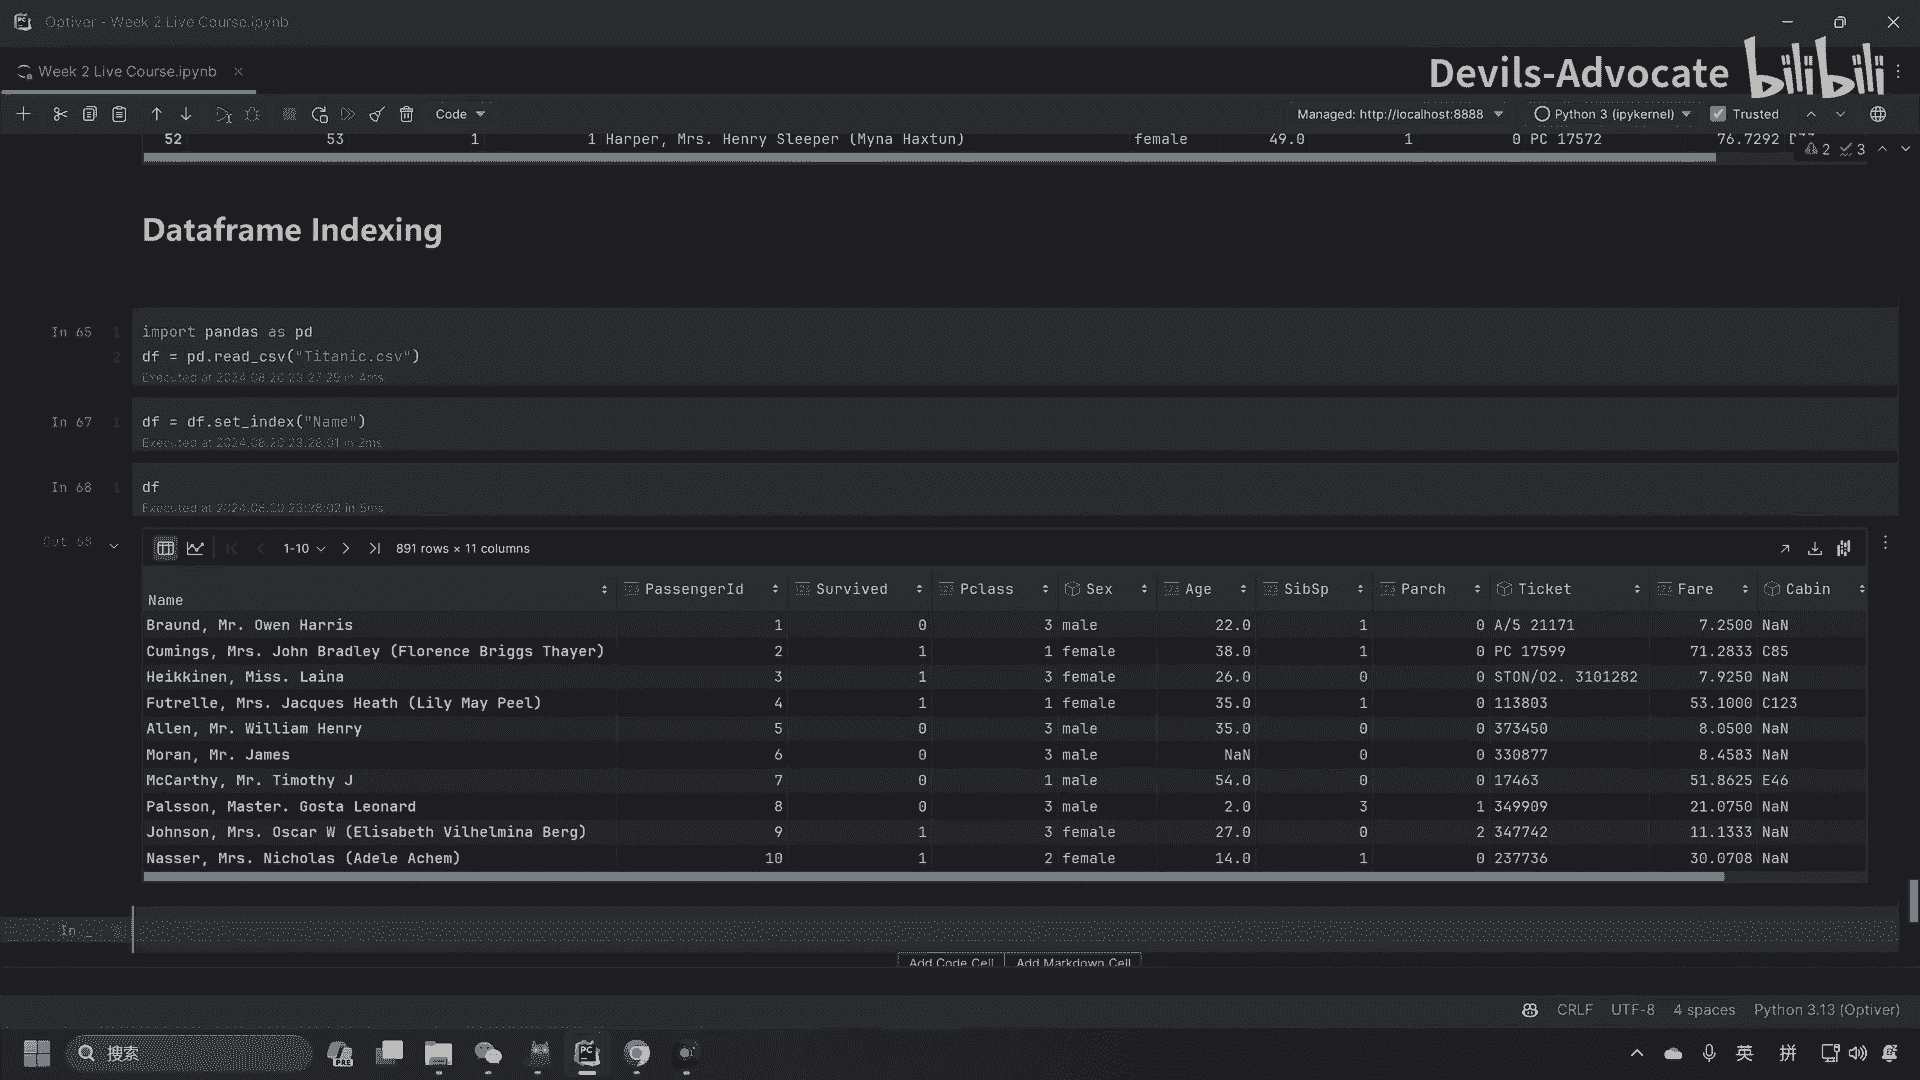 Optiver - Week 2 Live Course.ipynb
Week 2 Live Course.ipynb
Devils-Advocate bilibili
Code
Managed: http://localhost:8888 Python 3 (ipykernel) Trusted
52 53 1 1 Harper, Mrs. Henry Sleeper (Myna Haxtun) female 49.0 1 0 PC 17572 76.7292
2 3
Dataframe Indexing
In 65 1 import pandas as pd
2 df = pd.read_csv("Titanic.csv")
Executed at 2024.08.20 23:27:29 in 4ms
In 67 1 df = df.set_index("Name")
Executed at 2024.08.20 23:28:01 in 2ms
In 68 1 df
Executed at 2024.08.20 23:28:02 in 5ms
Out 68 1-10 891 rows × 11 columns
Name PassengerId Survived Pclass Sex Age SibSp Parch Ticket Fare Cabin
Braund, Mr. Owen Harris 1 0 3 male 22.0 1 0 A/5 21171 7.2500 NaN
Cumings, Mrs. John Bradley (Florence Briggs Thayer) 2 1 1 female 38.0 1 0 PC 17599 71.2833 C85
Heikkinen, Miss. Laina 3 1 3 female 26.0 0 0 STON/O2. 3101282 7.9250 NaN
Futrelle, Mrs. Jacques Heath (Lily May Peel) 4 1 1 female 35.0 1 0 113803 53.1000 C123
Allen, Mr. William Henry 5 0 3 male 35.0 0 0 373450 8.0500 NaN
Moran, Mr. James 6 0 3 male NaN 0 0 330877 8.4583 NaN
McCarthy, Mr. Timothy J 7 0 1 male 54.0 0 0 17463 51.8625 E46
Palsson, Master. Gosta Leonard 8 0 3 male 2.0 3 1 349909 21.0750 NaN
Johnson, Mrs. Oscar W (Elisabeth Vilhelmina Berg) 9 1 3 female 27.0 0 2 347742 11.1333 NaN
Nasser, Mrs. Nicholas (Adele Achem) 10 1 2 female 14.0 1 0 237736 30.0708 NaN
In _
Add Code Cell Add Markdown Cell
CRLF UTF-8 4 spaces Python 3.13 (Optiver)
搜索 PRE PC 英 拼